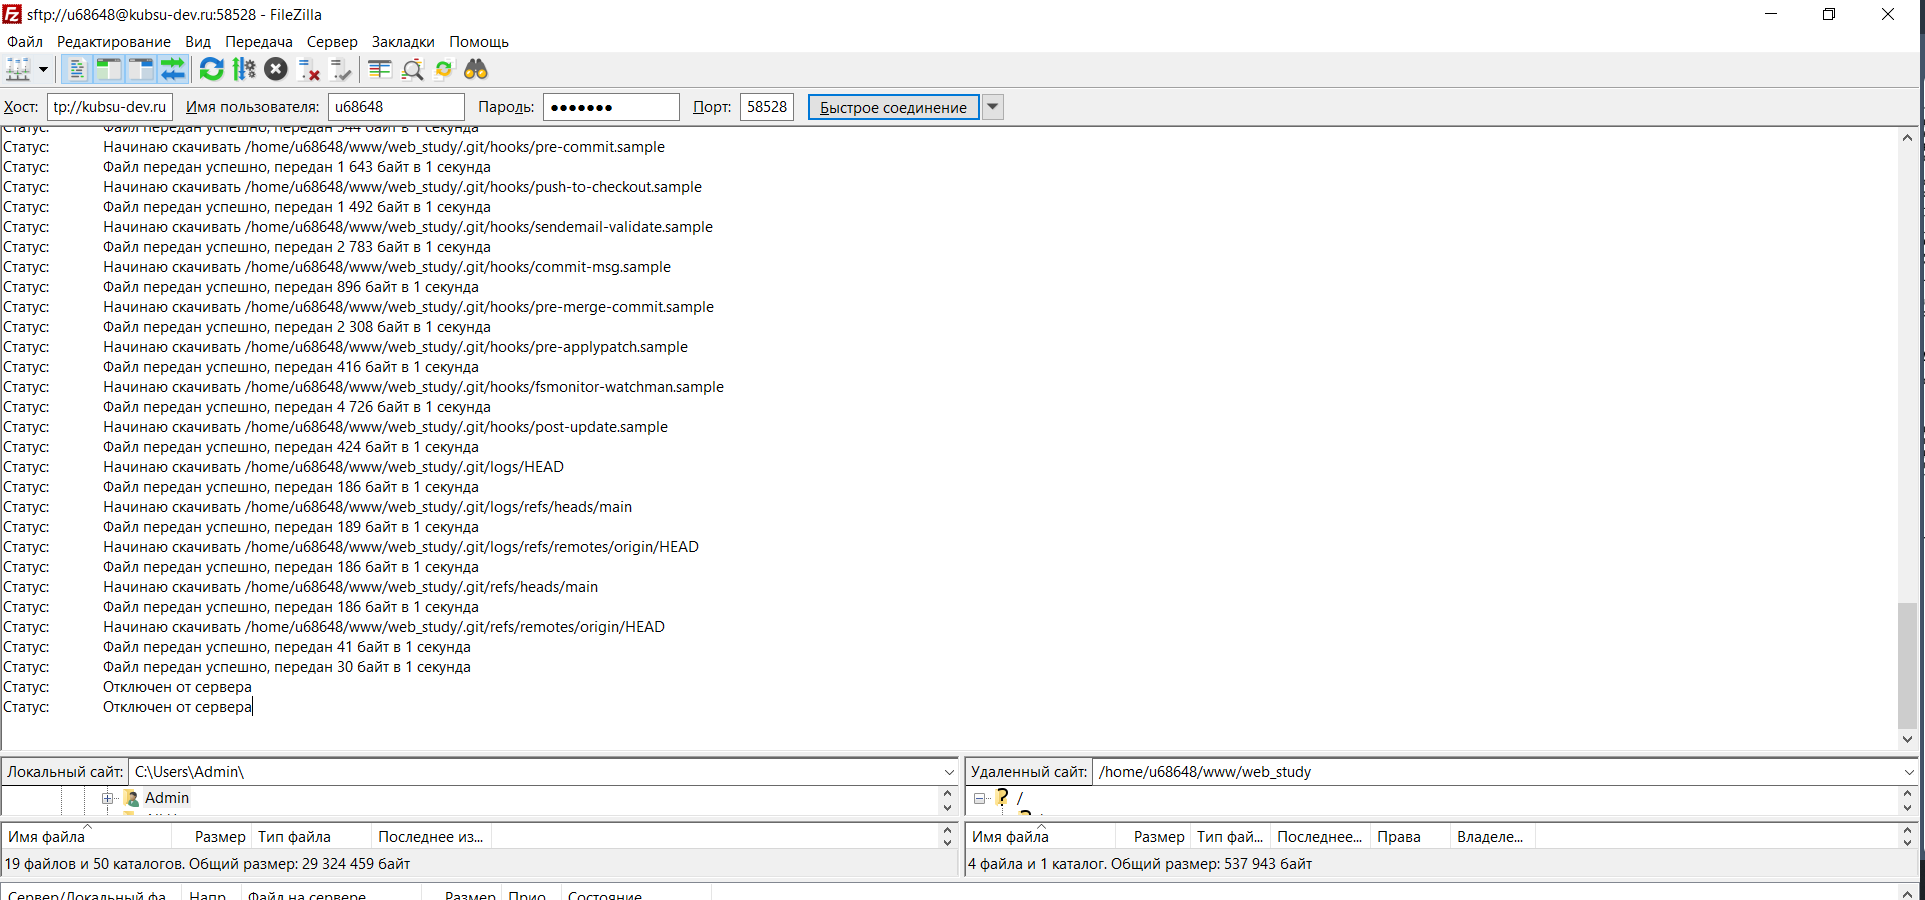 sftp://u68648@kubsu-dev.ru:58528 - FileZilla
Файл Редактирование Вид Передача Сервер Закладки Помощь
Хост: tp://kubsu-dev.ru Имя пользователя: u68648 Пароль: ●●●●●●● Порт: 58528 Быстрое соединение
Статус: Файл передан успешно, передан 544 байт в 1 секунда
Статус: Начинаю скачивать /home/u68648/www/web_study/.git/hooks/pre-commit.sample
Статус: Файл передан успешно, передан 1 643 байт в 1 секунда
Статус: Начинаю скачивать /home/u68648/www/web_study/.git/hooks/push-to-checkout.sample
Статус: Файл передан успешно, передан 1 492 байт в 1 секунда
Статус: Начинаю скачивать /home/u68648/www/web_study/.git/hooks/sendemail-validate.sample
Статус: Файл передан успешно, передан 2 783 байт в 1 секунда
Статус: Начинаю скачивать /home/u68648/www/web_study/.git/hooks/commit-msg.sample
Статус: Файл передан успешно, передан 896 байт в 1 секунда
Статус: Начинаю скачивать /home/u68648/www/web_study/.git/hooks/pre-merge-commit.sample
Статус: Файл передан успешно, передан 2 308 байт в 1 секунда
Статус: Начинаю скачивать /home/u68648/www/web_study/.git/hooks/pre-applypatch.sample
Статус: Файл передан успешно, передан 416 байт в 1 секунда
Статус: Начинаю скачивать /home/u68648/www/web_study/.git/hooks/fsmonitor-watchman.sample
Статус: Файл передан успешно, передан 4 726 байт в 1 секунда
Статус: Начинаю скачивать /home/u68648/www/web_study/.git/hooks/post-update.sample
Статус: Файл передан успешно, передан 424 байт в 1 секунда
Статус: Начинаю скачивать /home/u68648/www/web_study/.git/logs/HEAD
Статус: Файл передан успешно, передан 186 байт в 1 секунда
Статус: Начинаю скачивать /home/u68648/www/web_study/.git/logs/refs/heads/main
Статус: Файл передан успешно, передан 189 байт в 1 секунда
Статус: Начинаю скачивать /home/u68648/www/web_study/.git/logs/refs/remotes/origin/HEAD
Статус: Файл передан успешно, передан 186 байт в 1 секунда
Статус: Начинаю скачивать /home/u68648/www/web_study/.git/refs/heads/main
Статус: Файл передан успешно, передан 186 байт в 1 секунда
Статус: Начинаю скачивать /home/u68648/www/web_study/.git/refs/remotes/origin/HEAD
Статус: Файл передан успешно, передан 41 байт в 1 секунда
Статус: Файл передан успешно, передан 30 байт в 1 секунда
Статус: Отключен от сервера
Статус: Отключен от сервера
Локальный сайт: C:\Users\Admin\
Admin
Имя файла Размер Тип файла Последнее из...
19 файлов и 50 каталогов. Общий размер: 29 324 459 байт
Удаленный сайт: /home/u68648/www/web_study
/
Имя файла Размер Тип фай... Последнее... Права Владеле...
4 файла и 1 каталог. Общий размер: 537 943 байт
Сервер/Локальный фа... Напр... Файл на сервере Размер Прио... Состояние